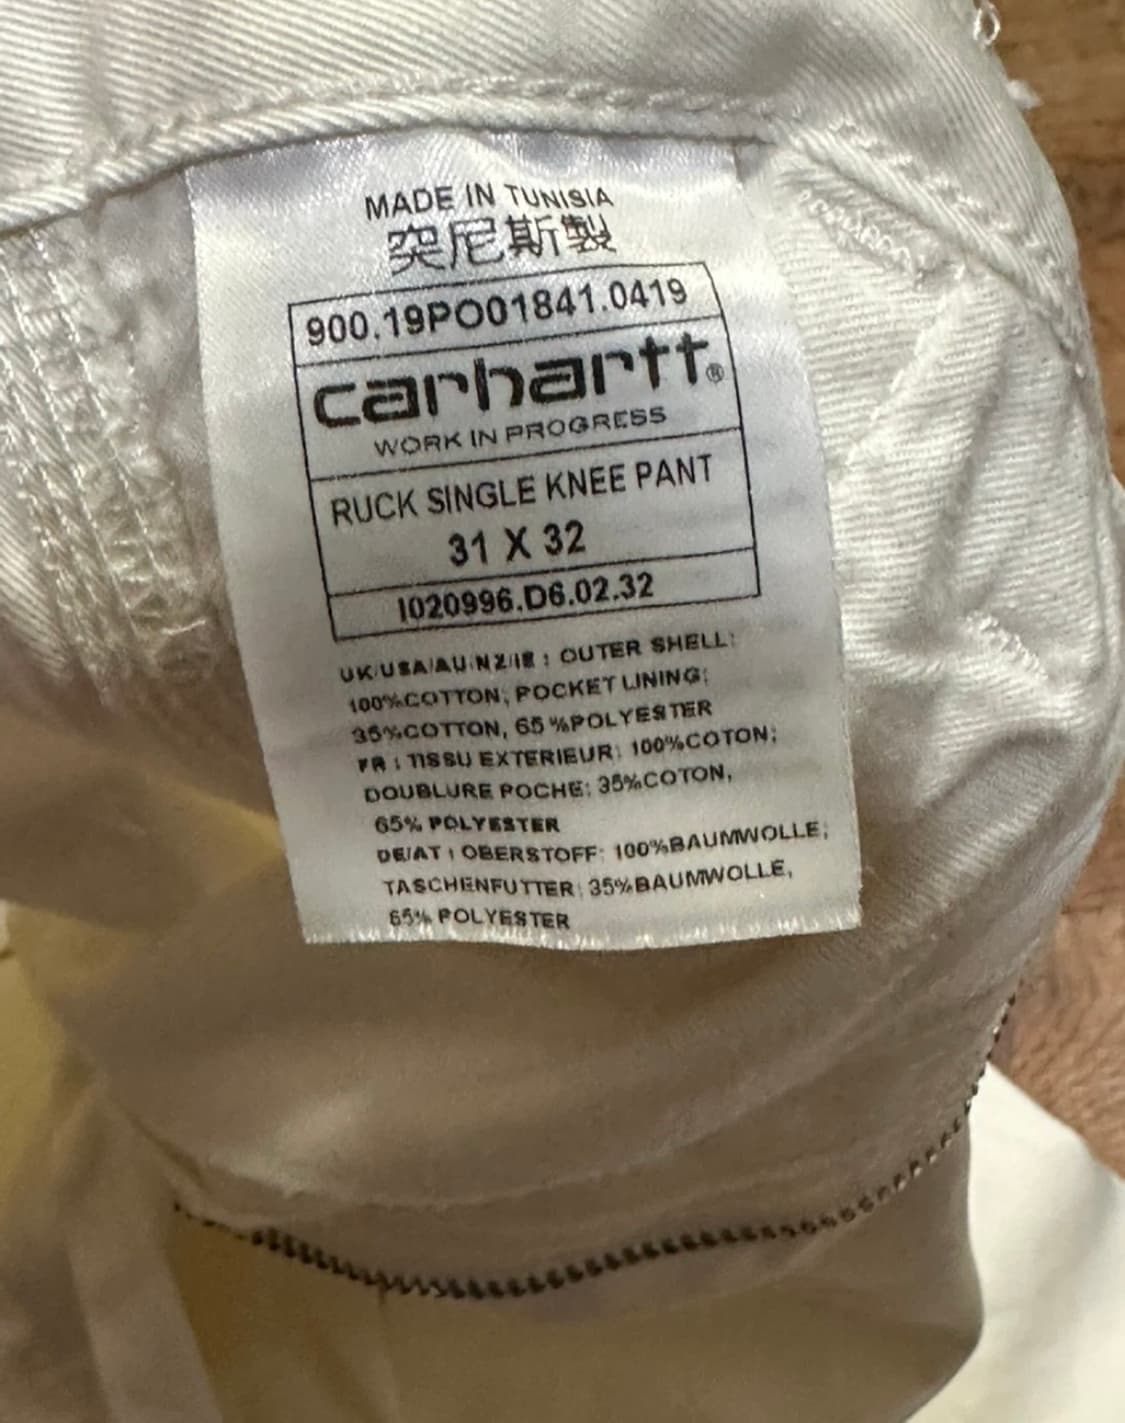 MADE IN TUNISIA
突尼斯製
900.19PO01841.0419
carhartt®
WORK IN PROGRESS
RUCK SINGLE KNEE PANT
31 X 32
I020996.D6.02.32
UK/USA/AU/NZ/IE : OUTER SHELL:
100%COTTON; POCKET LINING:
35%COTTON, 65%POLYESTER
FR : TISSU EXTERIEUR: 100%COTON;
DOUBLURE POCHE: 35%COTON,
65% POLYESTER
DE/AT : OBERSTOFF: 100%BAUMWOLLE;
TASCHENFUTTER: 35%BAUMWOLLE,
65% POLYESTER